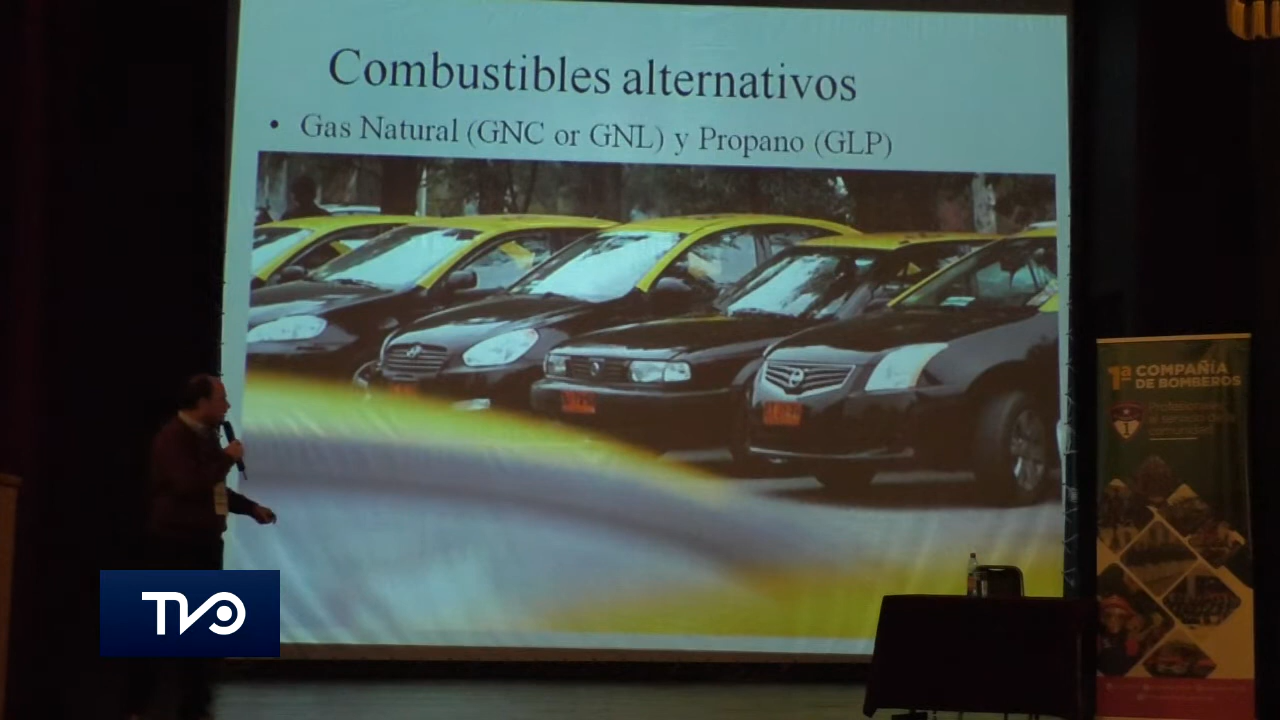 Combustibles alternativos
• Gas Natural (GNC or GNL) y Propano (GLP)
1ª COMPAÑÍA
DE BOMBEROS
TVO